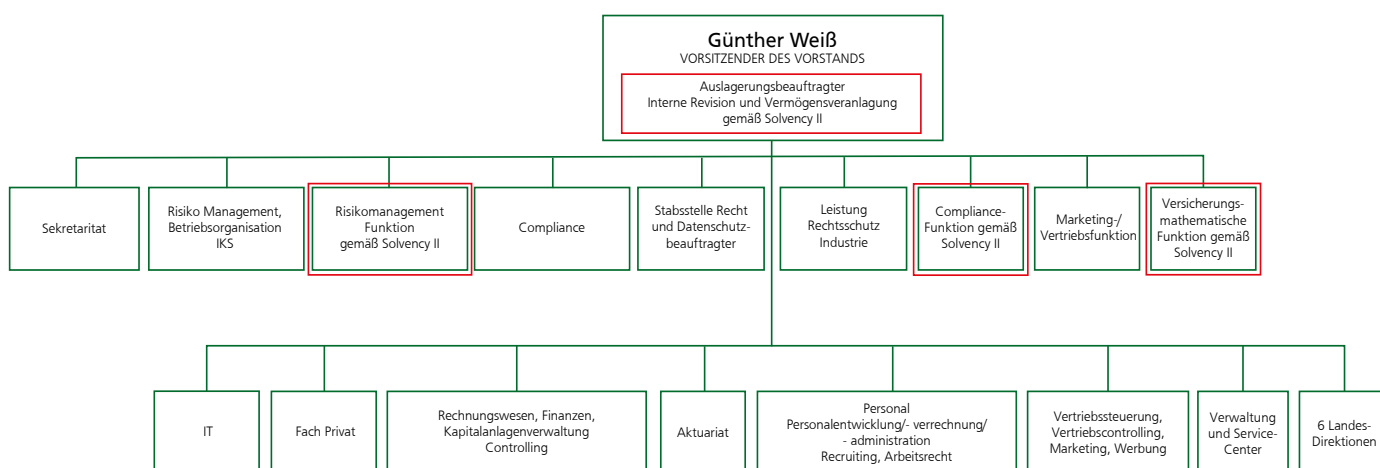 Günther Weiß
VORSITZENDER DES VORSTANDS
Auslagerungsbeauftragter
Interne Revision und Vermögensveranlagung
gemäß Solvency II
Sekretaritat
Risiko Management,
Betriebsorganisation
IKS
Risikomanagement
Funktion
gemäß Solvency II
Compliance
Stabsstelle Recht
und Datenschutz-
beauftragter
Leistung
Rechtsschutz
Industrie
Compliance-
Funktion gemäß
Solvency II
Marketing-/
Vertriebsfunktion
Versicherungs-
mathematische
Funktion gemäß
Solvency II
IT
Fach Privat
Rechnungswesen, Finanzen,
Kapitalanlagenverwaltung
Controlling
Aktuariat
Personal
Personalentwicklung/- verrechnung/
- administration
Recruiting, Arbeitsrecht
Vertriebssteuerung,
Vertriebscontrolling,
Marketing, Werbung
Verwaltung
und Service-
Center
6 Landes-
Direktionen